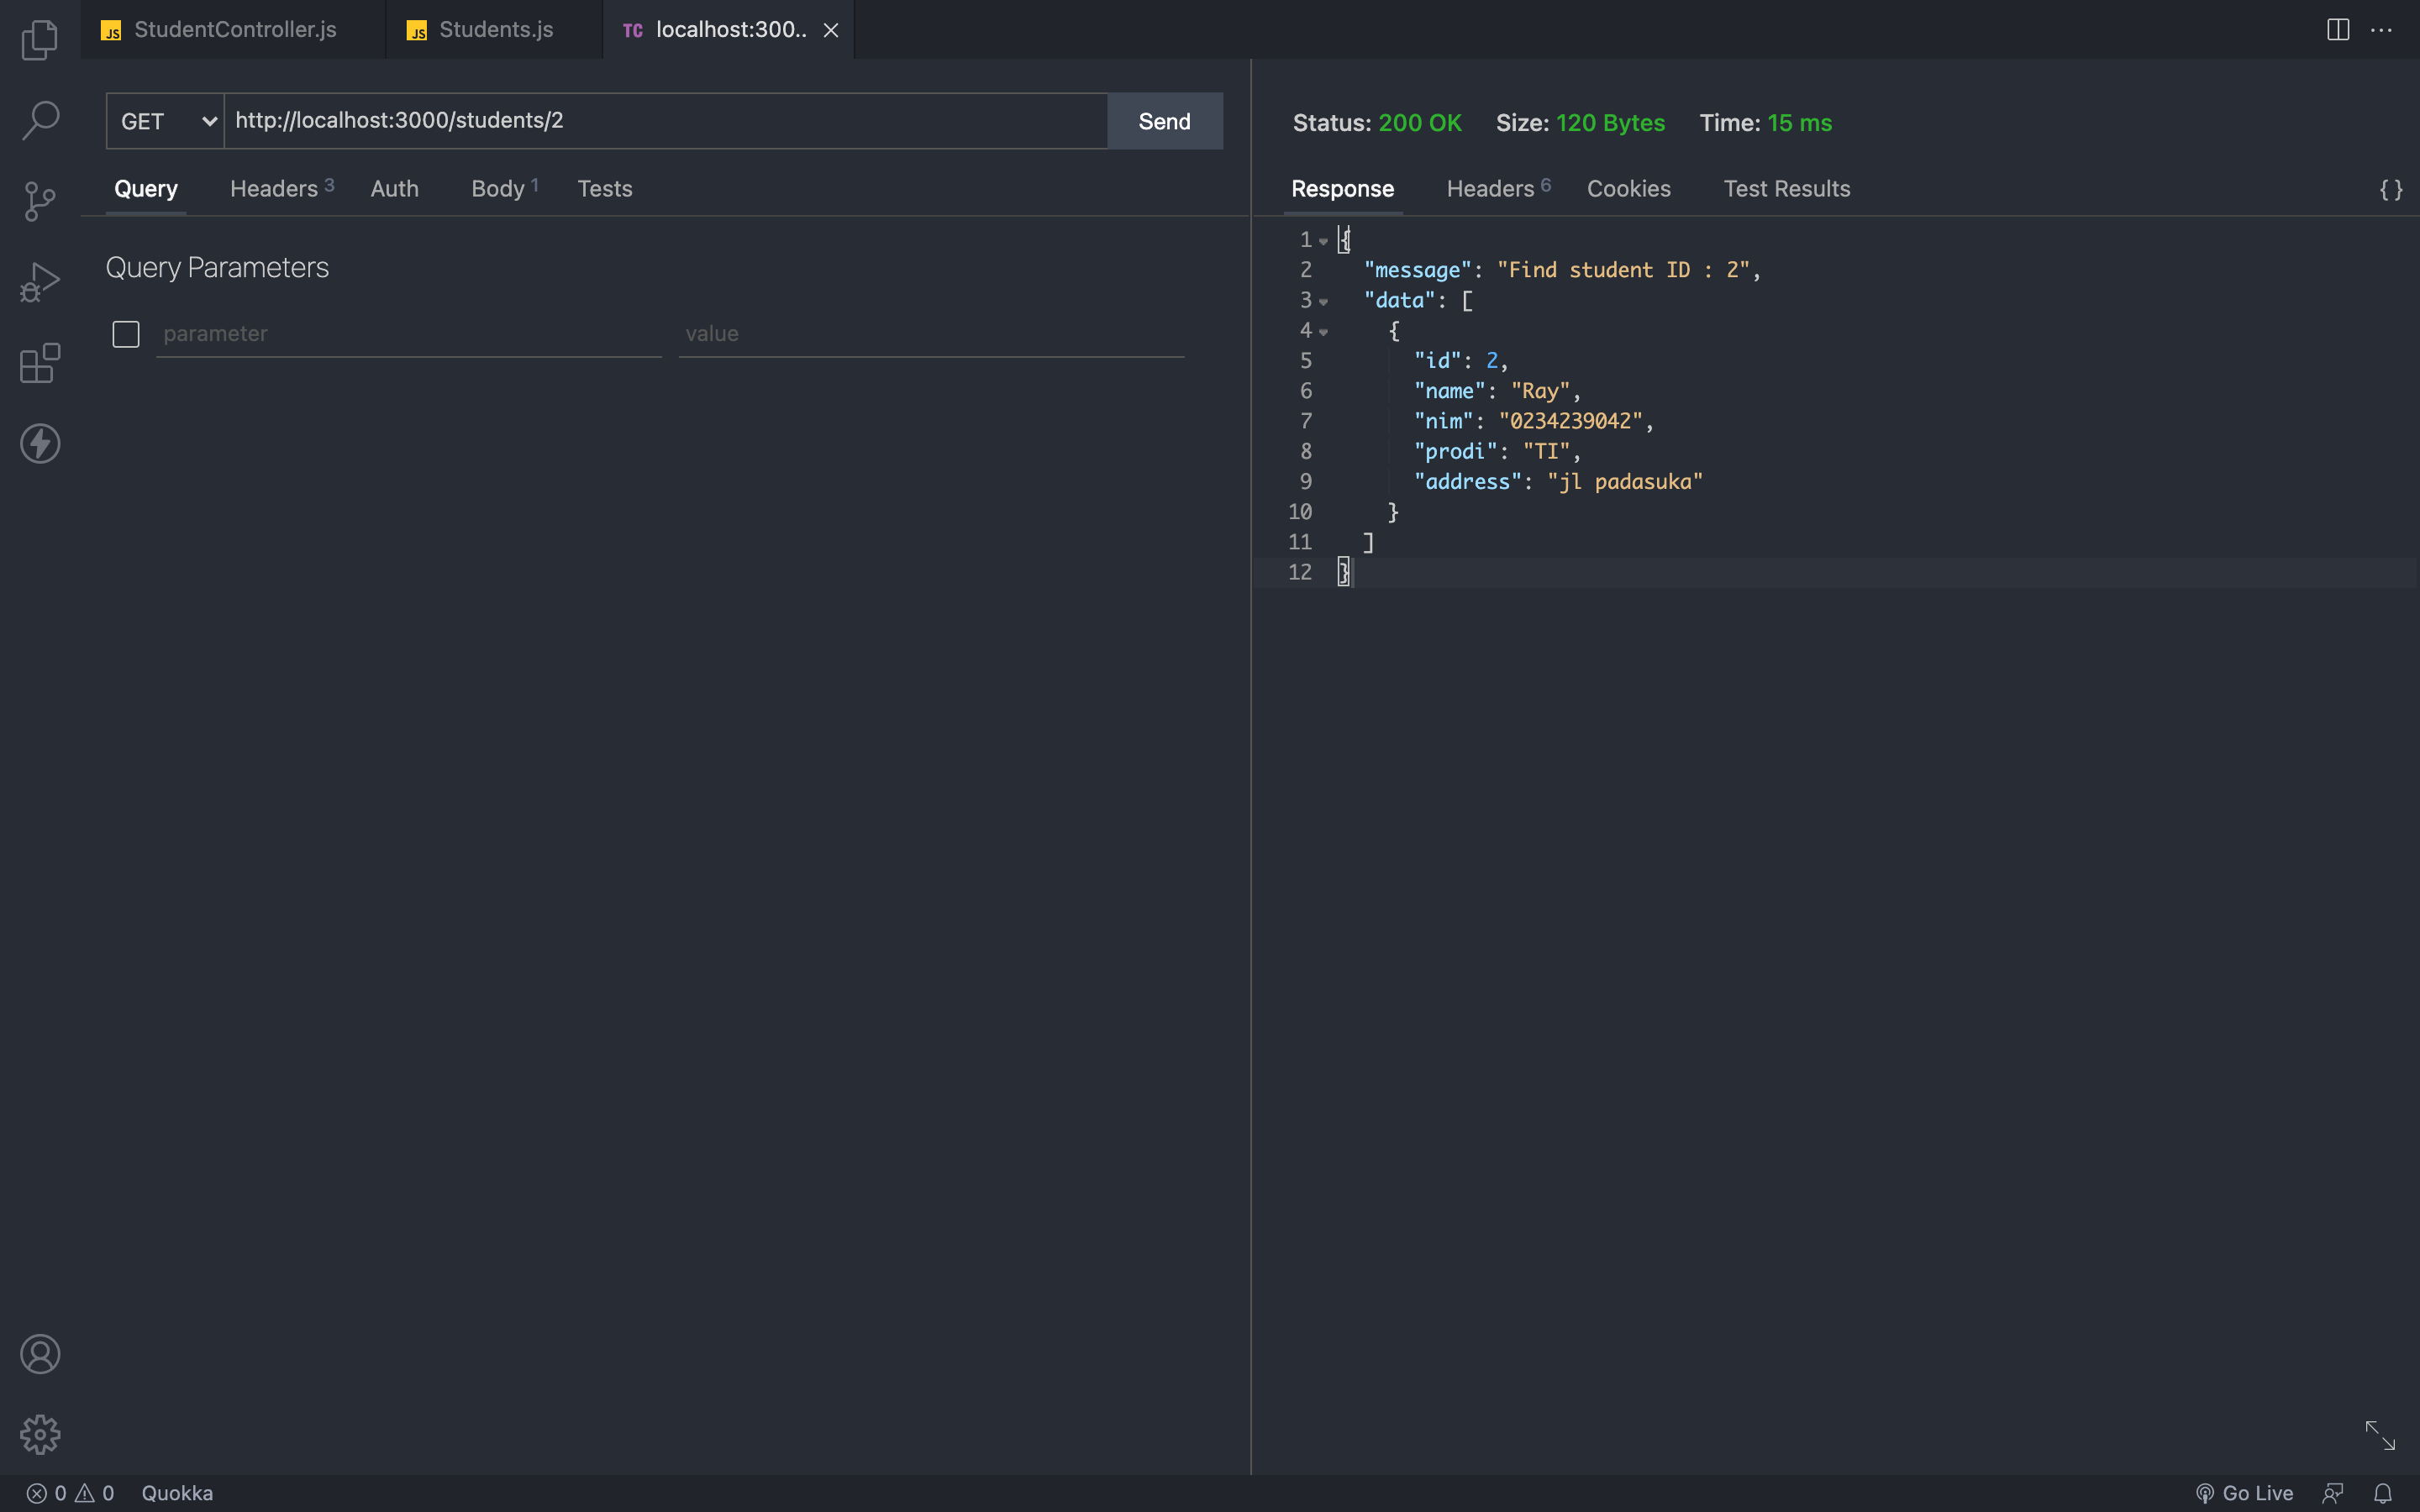 JS StudentController.js JS Students.js TC localhost:300..
GET http://localhost:3000/students/2 Send
Query Headers 3 Auth Body 1 Tests
Query Parameters
parameter value
Status: 200 OK Size: 120 Bytes Time: 15 ms
Response Headers 6 Cookies Test Results {}
1 {
2 "message": "Find student ID : 2",
3 "data": [
4 {
5 "id": 2,
6 "name": "Ray",
7 "nim": "0234239042",
8 "prodi": "TI",
9 "address": "jl padasuka"
10 }
11 ]
12 }
0 0 Quokka Go Live